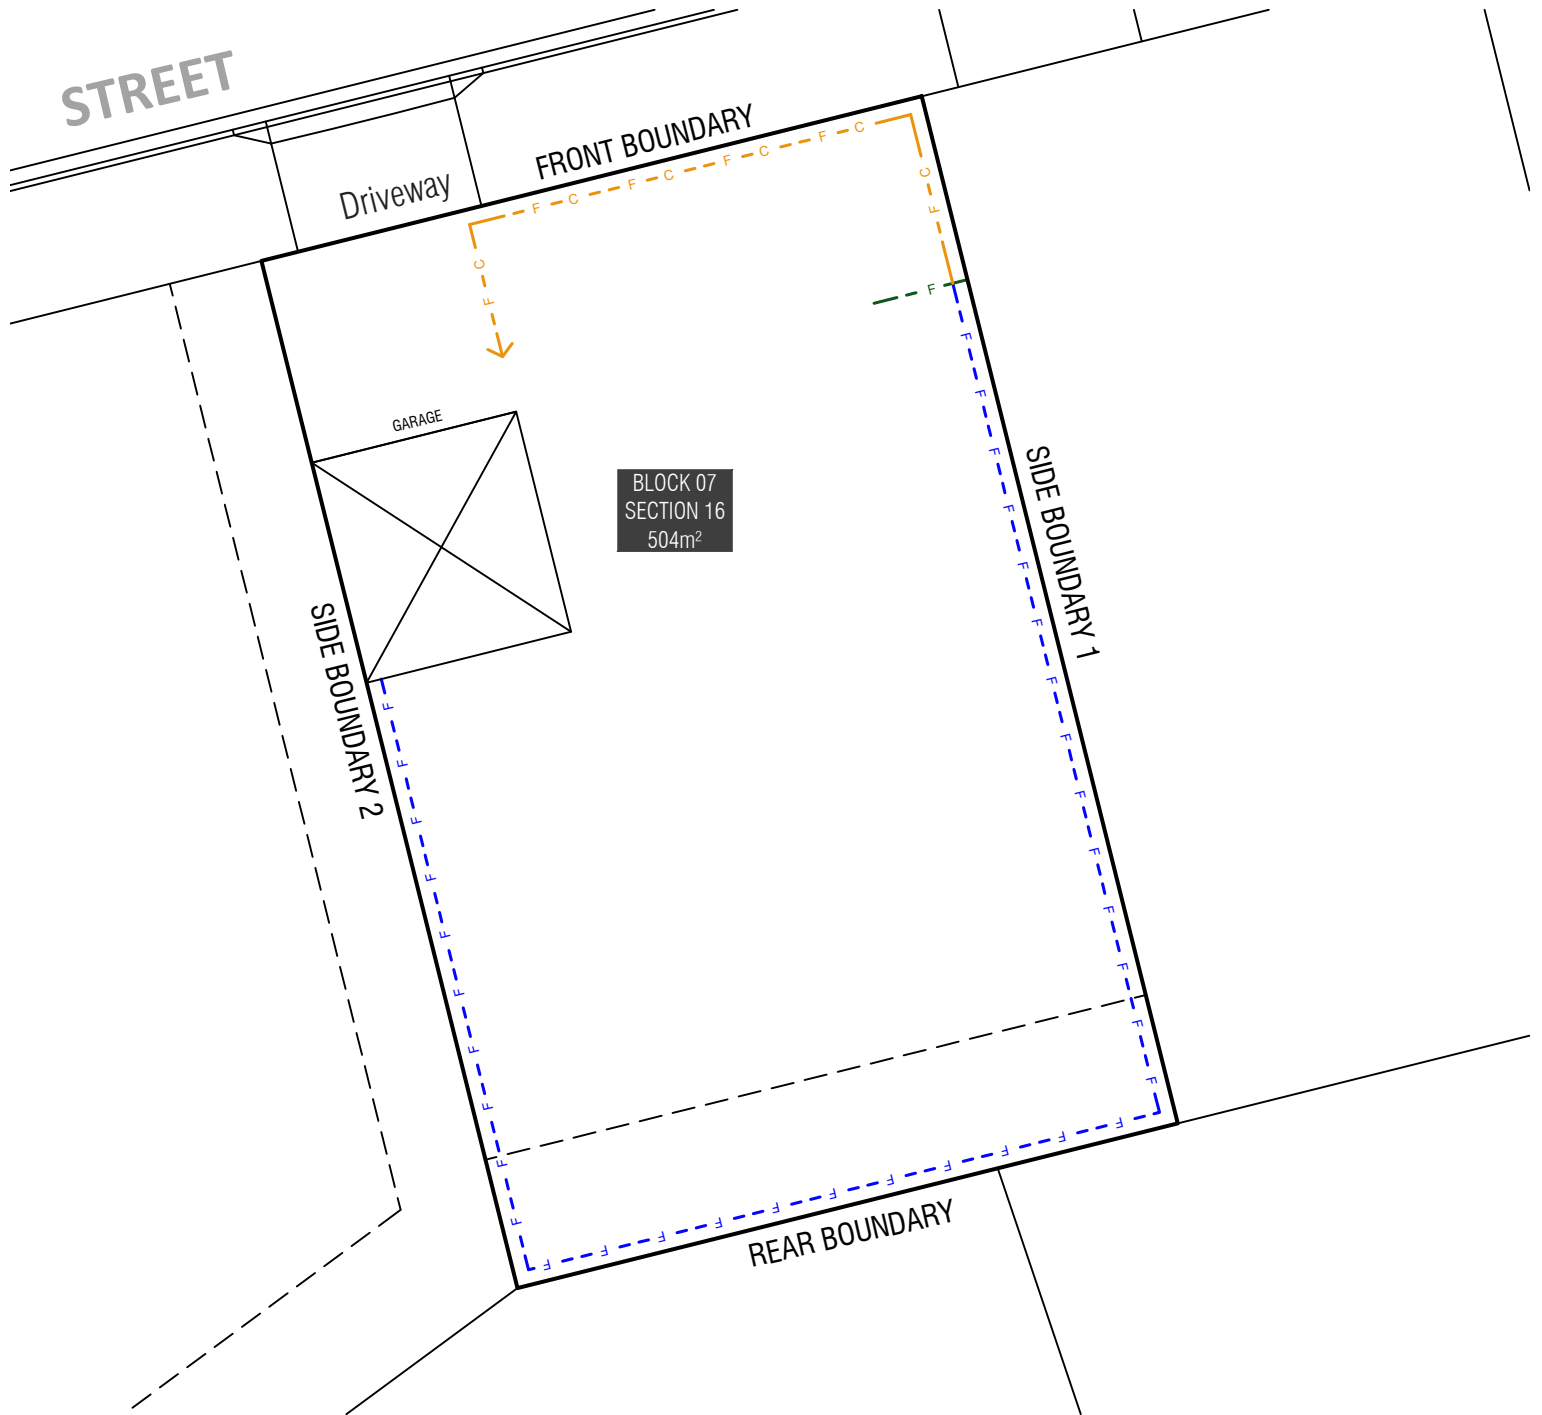 STREET
Driveway
FRONT BOUNDARY
F C F C F C F C
C F
C F
F
GARAGE
BLOCK 07
SECTION 16
504m²
SIDE BOUNDARY 1
F F F F F F F F F F F F F F
SIDE BOUNDARY 2
F F F F F F F F F F
F F F F F F F F F F F
REAR BOUNDARY